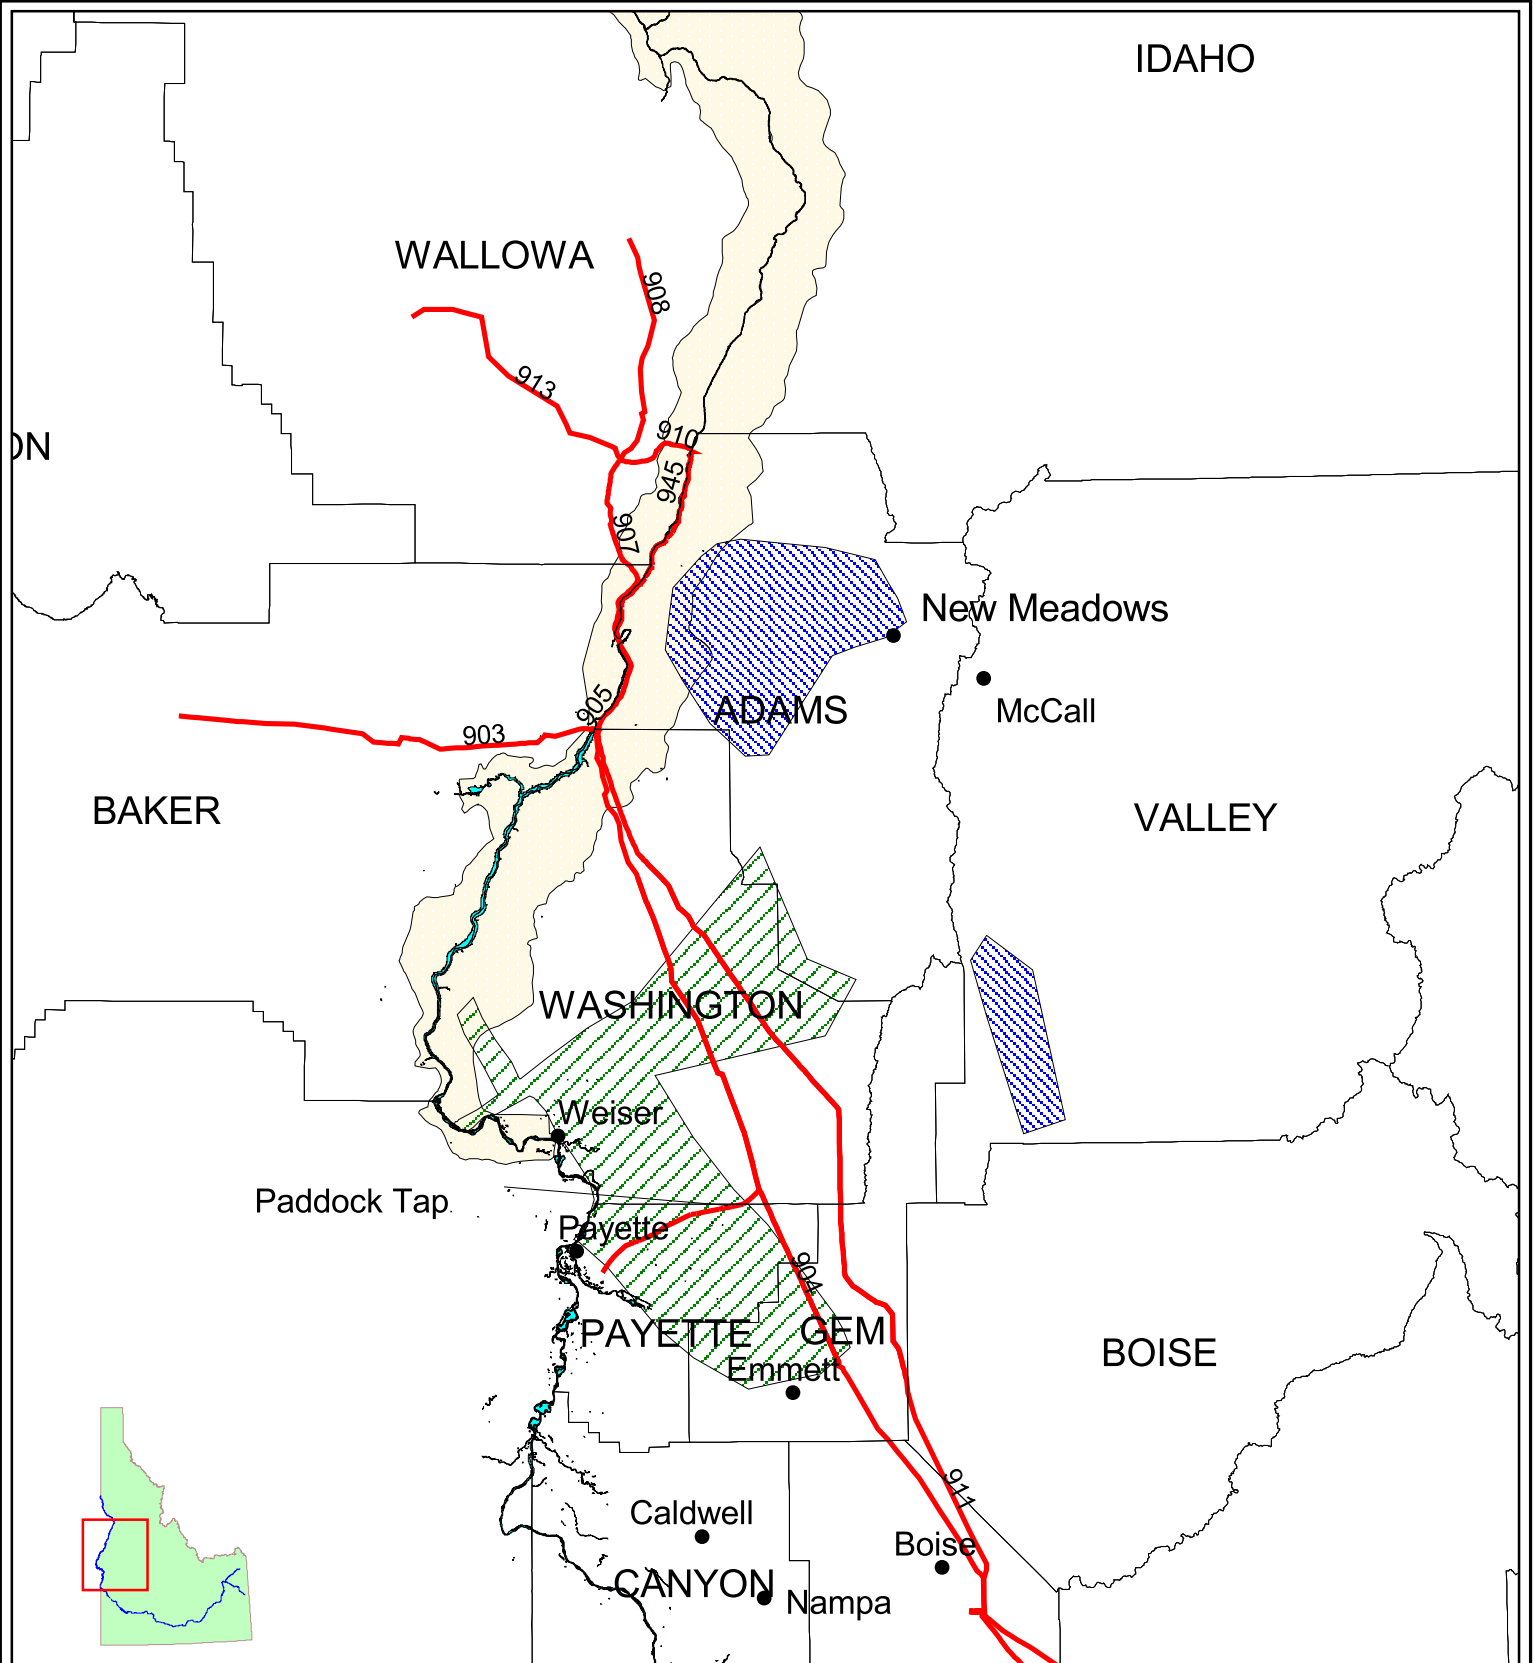 IDAHO
WALLOWA
908
913
910
ON
945
907
New Meadows
905
ADAMS
McCall
903
BAKER
VALLEY
WASHINGTON
Weiser
Paddock Tap
Payette
904
PAYETTE
GEM
BOISE
Emmett
911
Caldwell
Boise
CANYON
Nampa